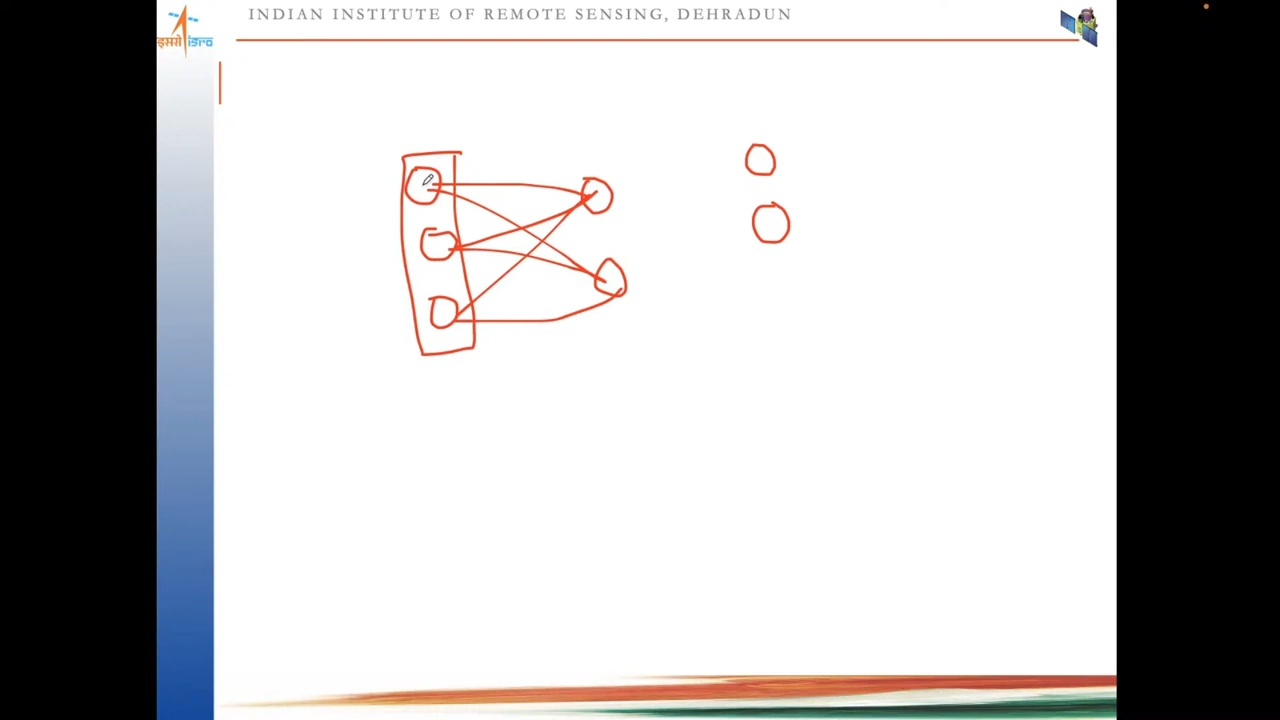 INDIAN INSTITUTE OF REMOTE SENSING, DEHRADUN
इसरो isro